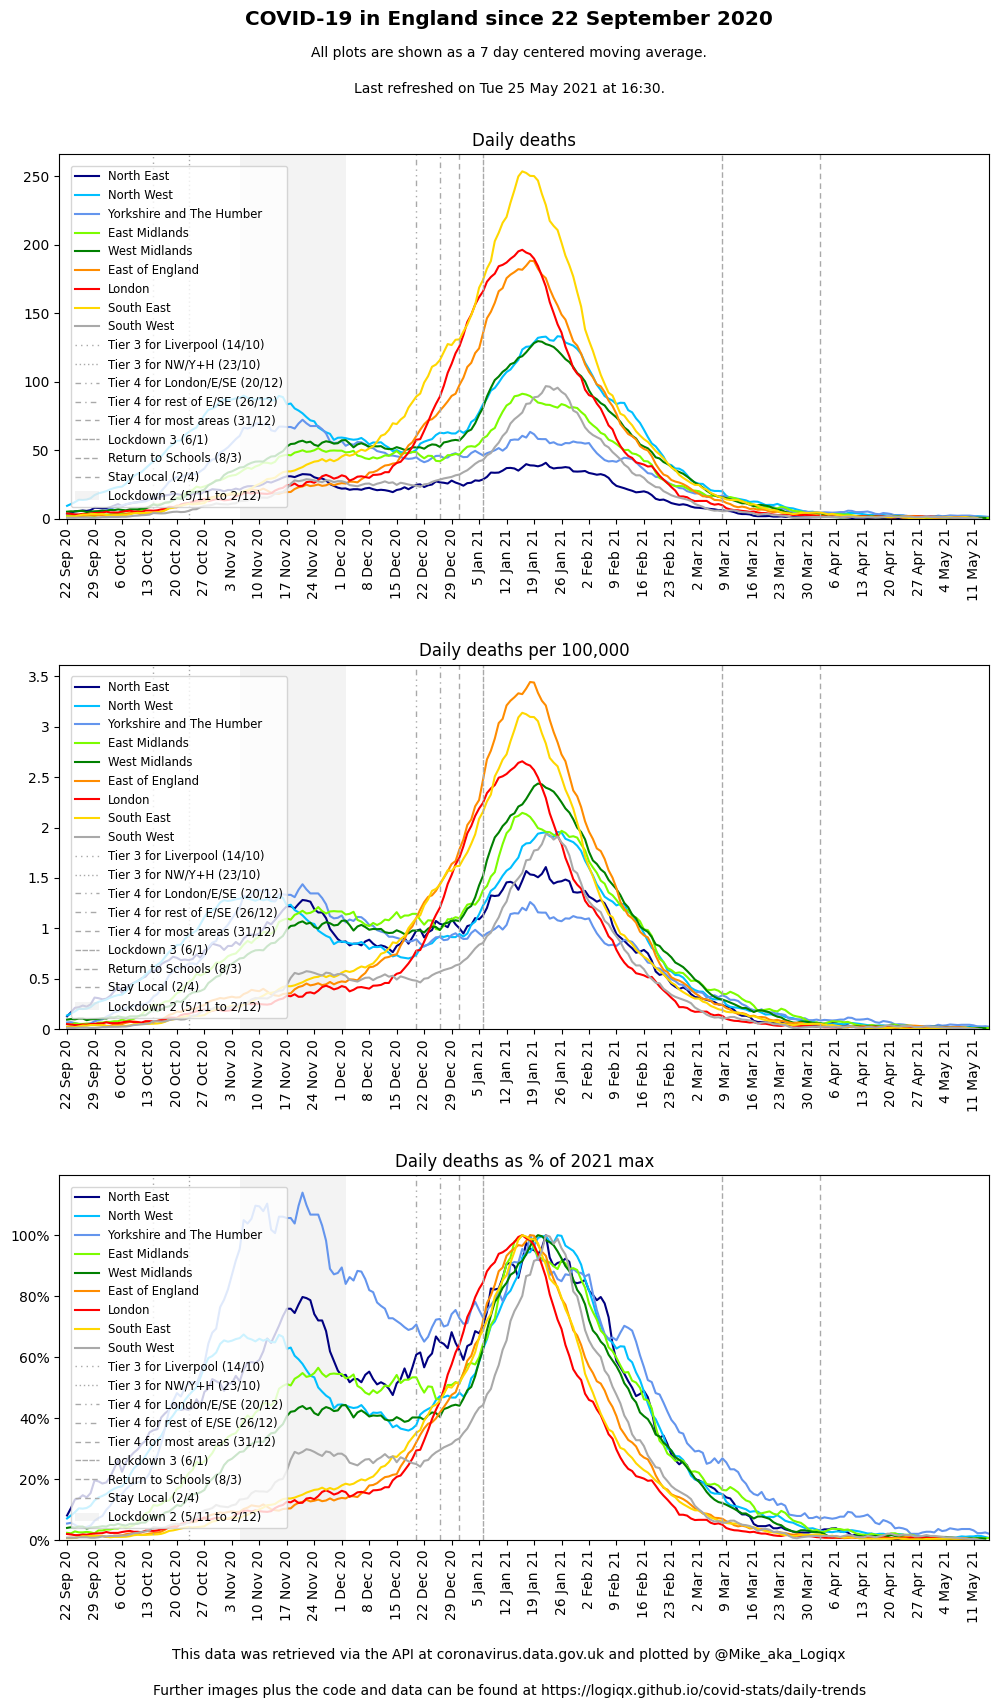 COVID-19 in England since 22 September 2020
All plots are shown as a 7 day centered moving average.
Last refreshed on Tue 25 May 2021 at 16:30.
Daily deaths
250
200
150
100
50
0
North East
North West
Yorkshire and The Humber
East Midlands
West Midlands
East of England
London
South East
South West
Tier 3 for Liverpool (14/10)
Tier 3 for NW/Y+H (23/10)
Tier 4 for London/E/SE (20/12)
Tier 4 for rest of E/SE (26/12)
Tier 4 for most areas (31/12)
Lockdown 3 (6/1)
Return to Schools (8/3)
Stay Local (2/4)
Lockdown 2 (5/11 to 2/12)
22 Sep 20
29 Sep 20
6 Oct 20
13 Oct 20
20 Oct 20
27 Oct 20
3 Nov 20
10 Nov 20
17 Nov 20
24 Nov 20
1 Dec 20
8 Dec 20
15 Dec 20
22 Dec 20
29 Dec 20
5 Jan 21
12 Jan 21
19 Jan 21
26 Jan 21
2 Feb 21
9 Feb 21
16 Feb 21
23 Feb 21
2 Mar 21
9 Mar 21
16 Mar 21
23 Mar 21
30 Mar 21
6 Apr 21
13 Apr 21
20 Apr 21
27 Apr 21
4 May 21
11 May 21
Daily deaths per 100,000
3.5
3
2.5
2
1.5
1
0.5
0
North East
North West
Yorkshire and The Humber
East Midlands
West Midlands
East of England
London
South East
South West
Tier 3 for Liverpool (14/10)
Tier 3 for NW/Y+H (23/10)
Tier 4 for London/E/SE (20/12)
Tier 4 for rest of E/SE (26/12)
Tier 4 for most areas (31/12)
Lockdown 3 (6/1)
Return to Schools (8/3)
Stay Local (2/4)
Lockdown 2 (5/11 to 2/12)
22 Sep 20
29 Sep 20
6 Oct 20
13 Oct 20
20 Oct 20
27 Oct 20
3 Nov 20
10 Nov 20
17 Nov 20
24 Nov 20
1 Dec 20
8 Dec 20
15 Dec 20
22 Dec 20
29 Dec 20
5 Jan 21
12 Jan 21
19 Jan 21
26 Jan 21
2 Feb 21
9 Feb 21
16 Feb 21
23 Feb 21
2 Mar 21
9 Mar 21
16 Mar 21
23 Mar 21
30 Mar 21
6 Apr 21
13 Apr 21
20 Apr 21
27 Apr 21
4 May 21
11 May 21
Daily deaths as % of 2021 max
100%
80%
60%
40%
20%
0%
North East
North West
Yorkshire and The Humber
East Midlands
West Midlands
East of England
London
South East
South West
Tier 3 for Liverpool (14/10)
Tier 3 for NW/Y+H (23/10)
Tier 4 for London/E/SE (20/12)
Tier 4 for rest of E/SE (26/12)
Tier 4 for most areas (31/12)
Lockdown 3 (6/1)
Return to Schools (8/3)
Stay Local (2/4)
Lockdown 2 (5/11 to 2/12)
22 Sep 20
29 Sep 20
6 Oct 20
13 Oct 20
20 Oct 20
27 Oct 20
3 Nov 20
10 Nov 20
17 Nov 20
24 Nov 20
1 Dec 20
8 Dec 20
15 Dec 20
22 Dec 20
29 Dec 20
5 Jan 21
12 Jan 21
19 Jan 21
26 Jan 21
2 Feb 21
9 Feb 21
16 Feb 21
23 Feb 21
2 Mar 21
9 Mar 21
16 Mar 21
23 Mar 21
30 Mar 21
6 Apr 21
13 Apr 21
20 Apr 21
27 Apr 21
4 May 21
11 May 21
This data was retrieved via the API at coronavirus.data.gov.uk and plotted by @Mike_aka_Logiqx
Further images plus the code and data can be found at https://logiqx.github.io/covid-stats/daily-trends